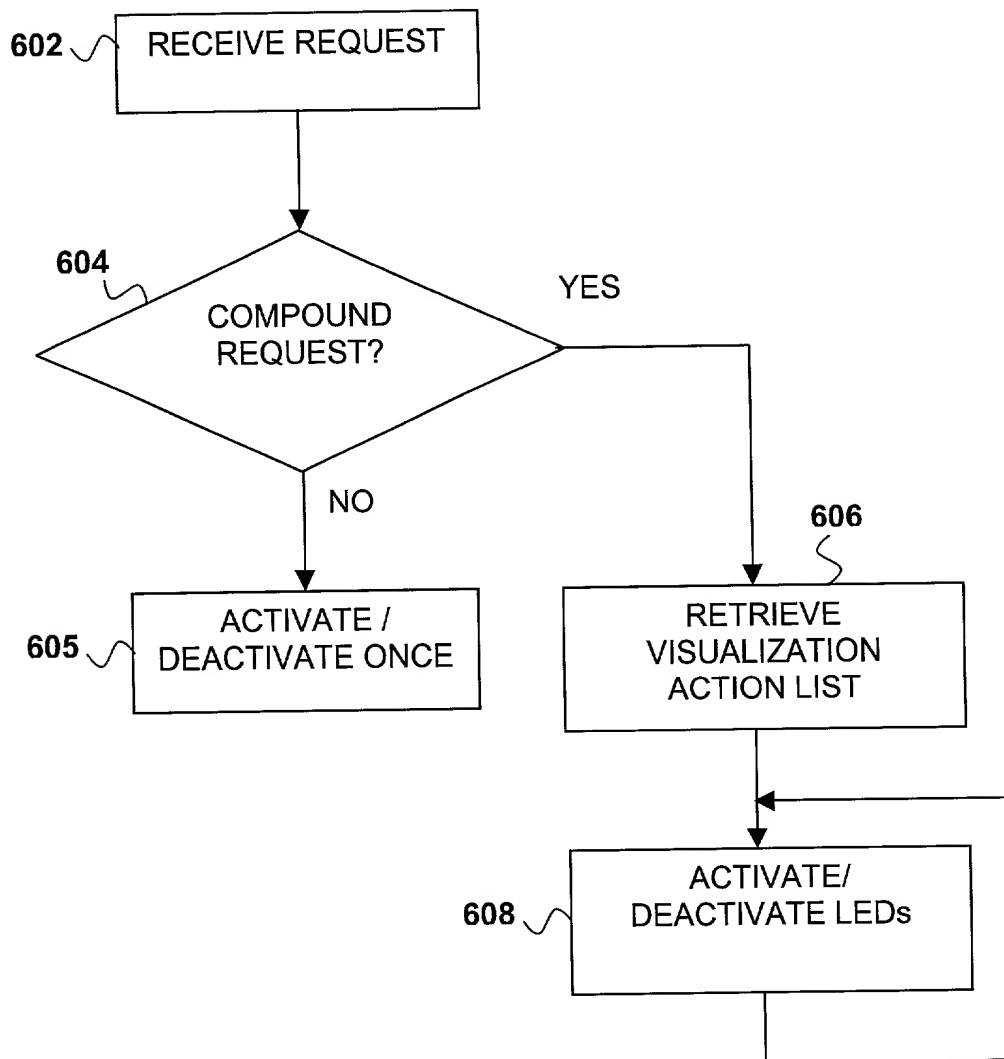 602
RECEIVE REQUEST
604
COMPOUND
REQUEST?
YES
NO
605
ACTIVATE /
DEACTIVATE ONCE
606
RETRIEVE
VISUALIZATION
ACTION LIST
608
ACTIVATE/
DEACTIVATE LEDs